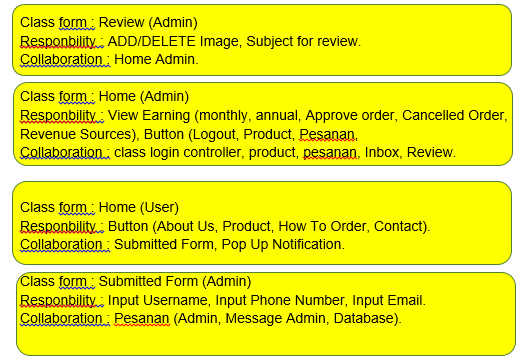 Class form : Review (Admin)
Responbility : ADD/DELETE Image, Subject for review.
Collaboration : Home Admin.
Class form : Home (Admin)
Responbility : View Earning (monthly, annual, Approve order, Cancelled Order,
Revenue Sources), Button (Logout, Product, Pesanan,
Collaboration : class login controller, product, pesanan, Inbox, Review.
Class form : Home (User)
Responbility : Button (About Us, Product, How To Order, Contact).
Collaboration : Submitted Form, Pop Up Notification.
Class form : Submitted Form (Admin)
Responbility : Input Username, Input Phone Number, Input Email.
Collaboration : Pesanan (Admin, Message Admin, Database).